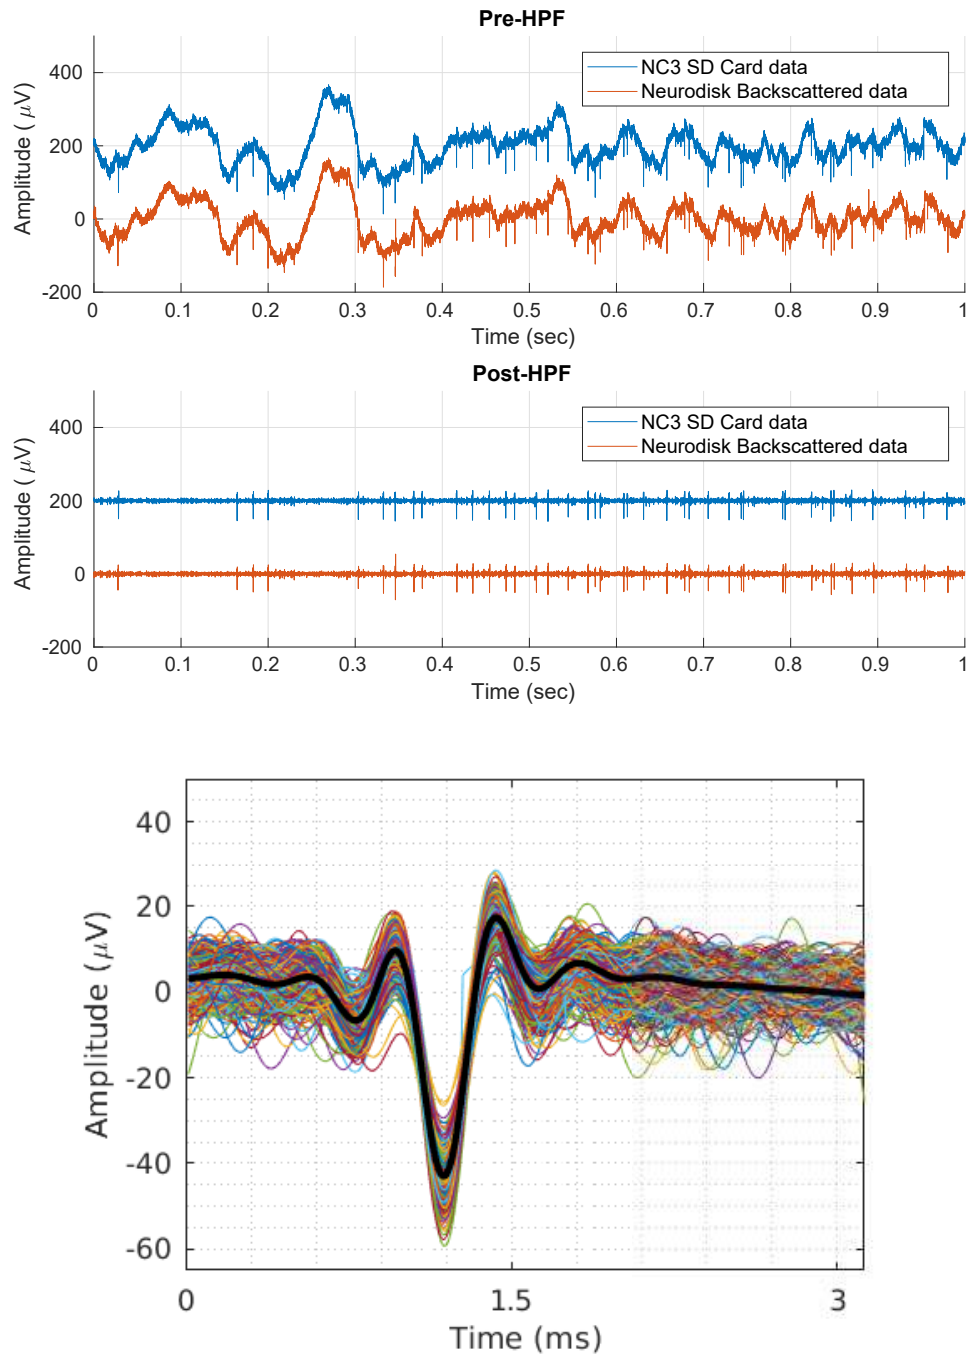 Pre-HPF
NC3 SD Card data
Neurodisk Backscattered data
Amplitude ( μV)
400
200
0
-200
0 0.1 0.2 0.3 0.4 0.5 0.6 0.7 0.8 0.9 1
Time (sec)
Post-HPF
NC3 SD Card data
Neurodisk Backscattered data
Amplitude ( μV)
400
200
0
-200
0 0.1 0.2 0.3 0.4 0.5 0.6 0.7 0.8 0.9 1
Time (sec)
Amplitude (μV)
40
20
0
-20
-40
-60
0 1.5 3
Time (ms)